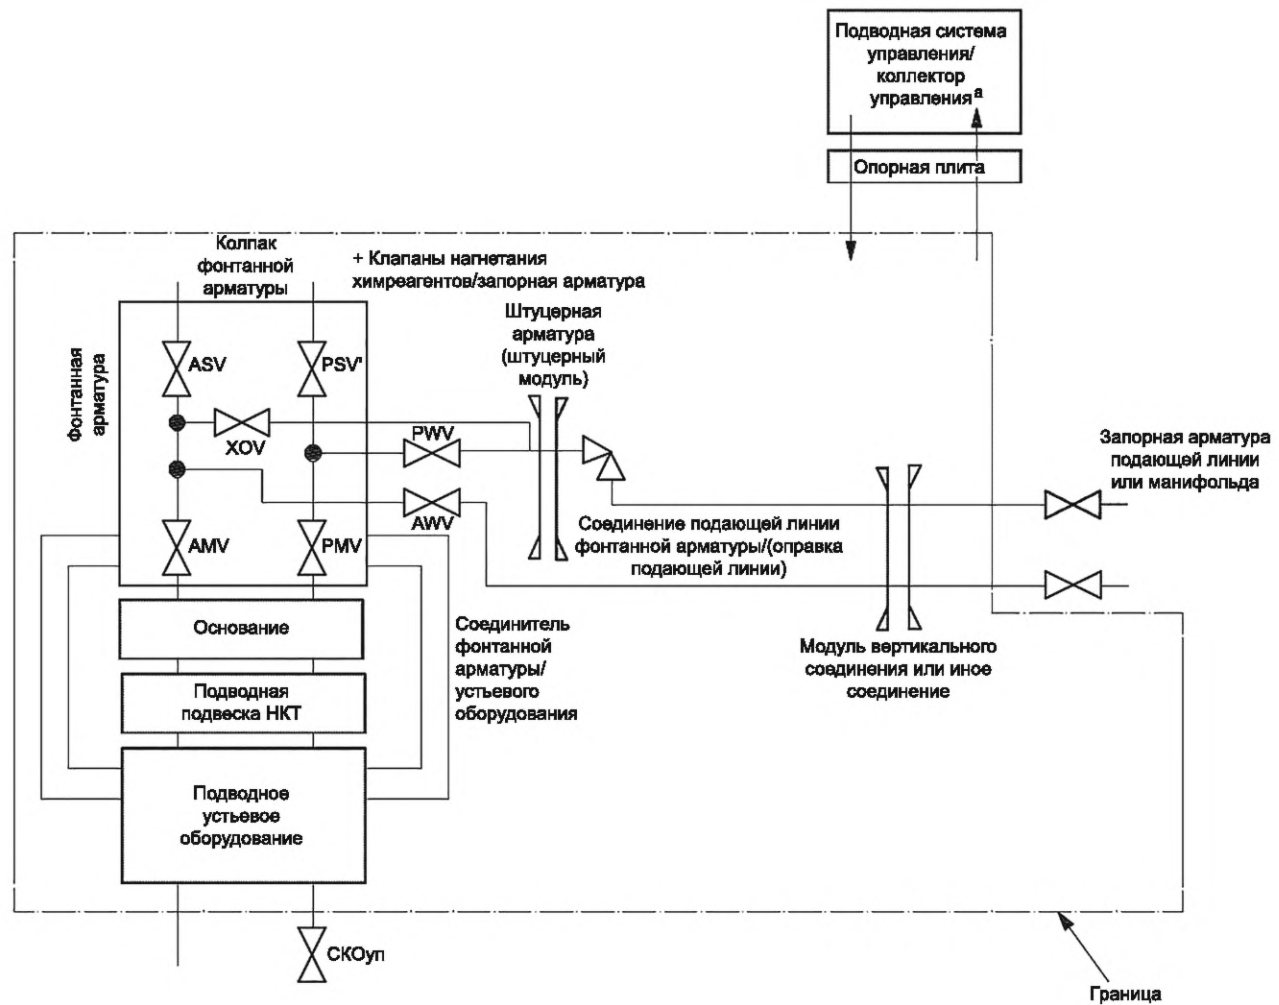 Подводная система
управления/
коллектор
управленияª
Опорная плита
Колпак
фонтанной
арматуры
+ Клапаны нагнетания
химреагентов/запорная арматура
Штуцерная
арматура
(штуцерный
модуль)
Фонтанная
арматура
ASV
PSV'
XOV
PWV
AWV
AMV
PMV
Запорная арматура
подающей линии
или манифольда
Соединение подающей линии
фонтанной арматуры/(оправка
подающей линии)
Основание
Соединитель
фонтанной
арматуры/
устьевого
оборудования
Модуль вертикального
соединения или иное
соединение
Подводная
подвеска НКТ
Подводное
устьевое
оборудование
СКОуп
Граница